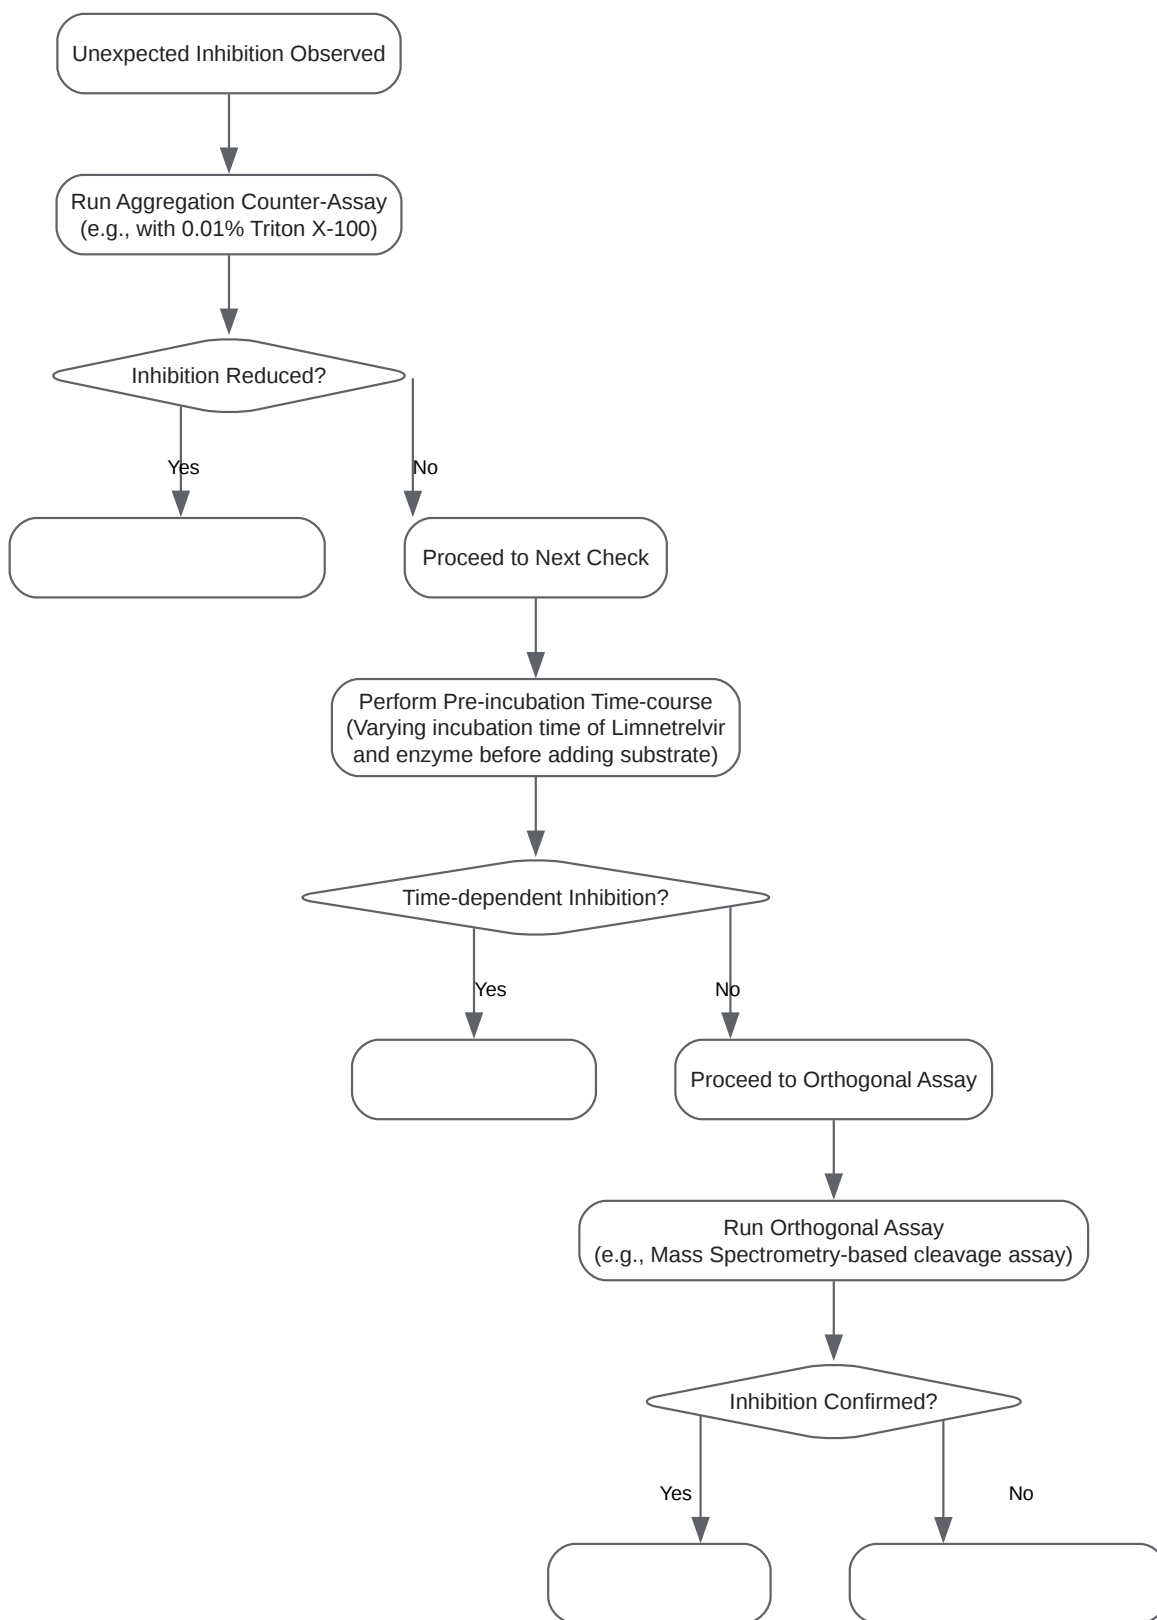 Unexpected Inhibition Observed
Run Aggregation Counter-Assay
(e.g., with 0.01% Triton X-100)
Inhibition Reduced?
Yes
No
Proceed to Next Check
Perform Pre-incubation Time-course
(Varying incubation time of Limnetrelvir
and enzyme before adding substrate)
Time-dependent Inhibition?
Yes
No
Proceed to Orthogonal Assay
Run Orthogonal Assay
(e.g., Mass Spectrometry-based cleavage assay)
Inhibition Confirmed?
Yes
No